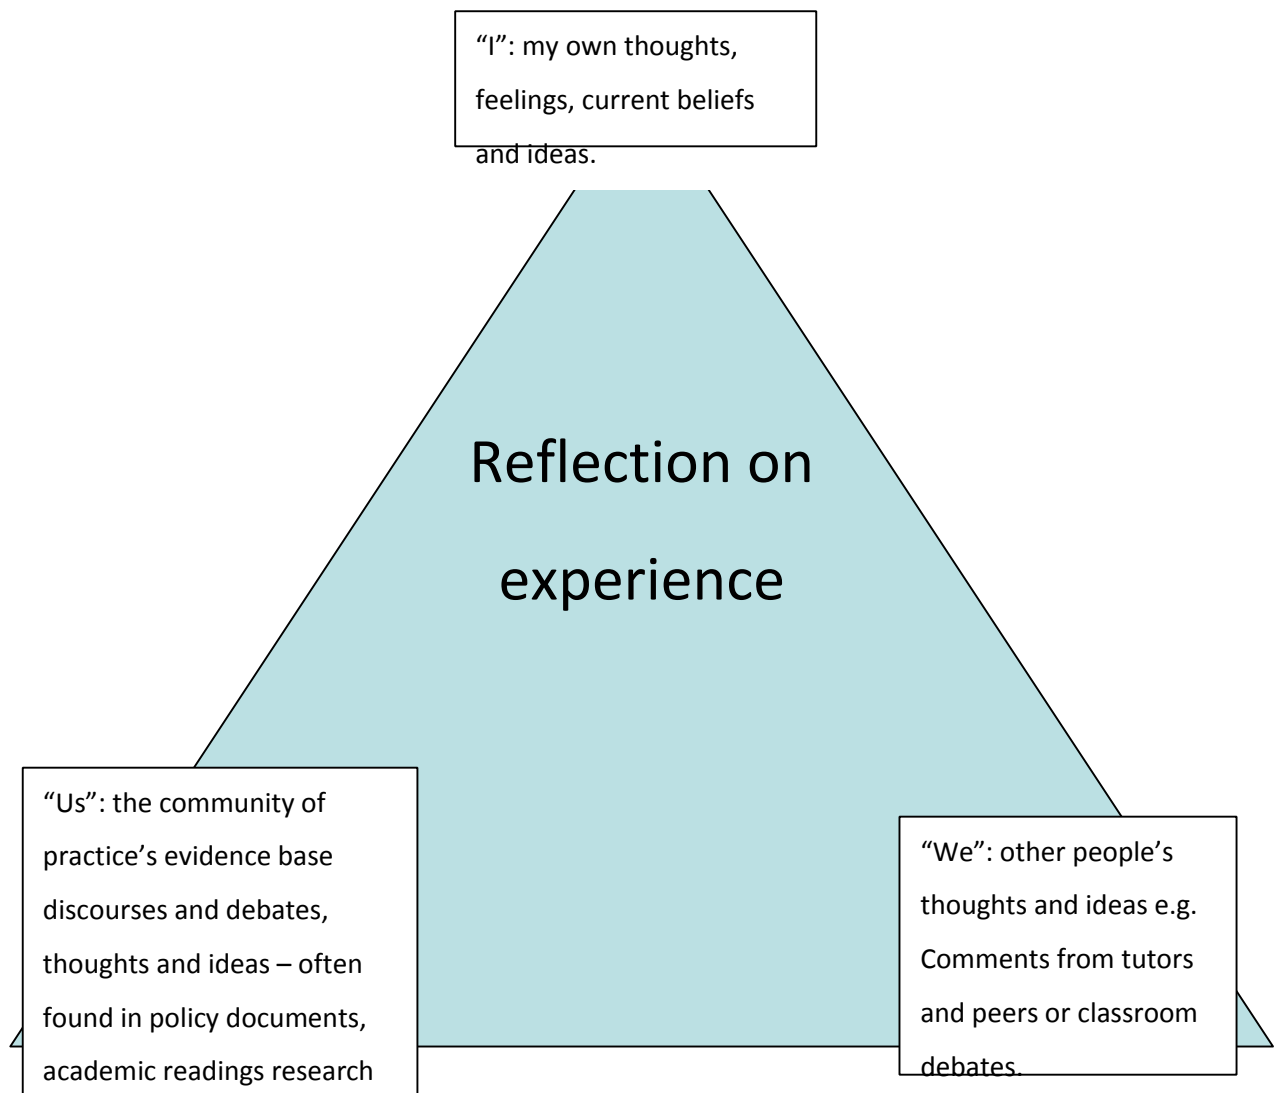 “I”: my own thoughts,
feelings, current beliefs
and ideas.
Reflection on
experience
“Us”: the community of
practice’s evidence base
discourses and debates,
thoughts and ideas – often
found in policy documents,
academic readings research
“We”: other people’s
thoughts and ideas e.g.
Comments from tutors
and peers or classroom
debates.